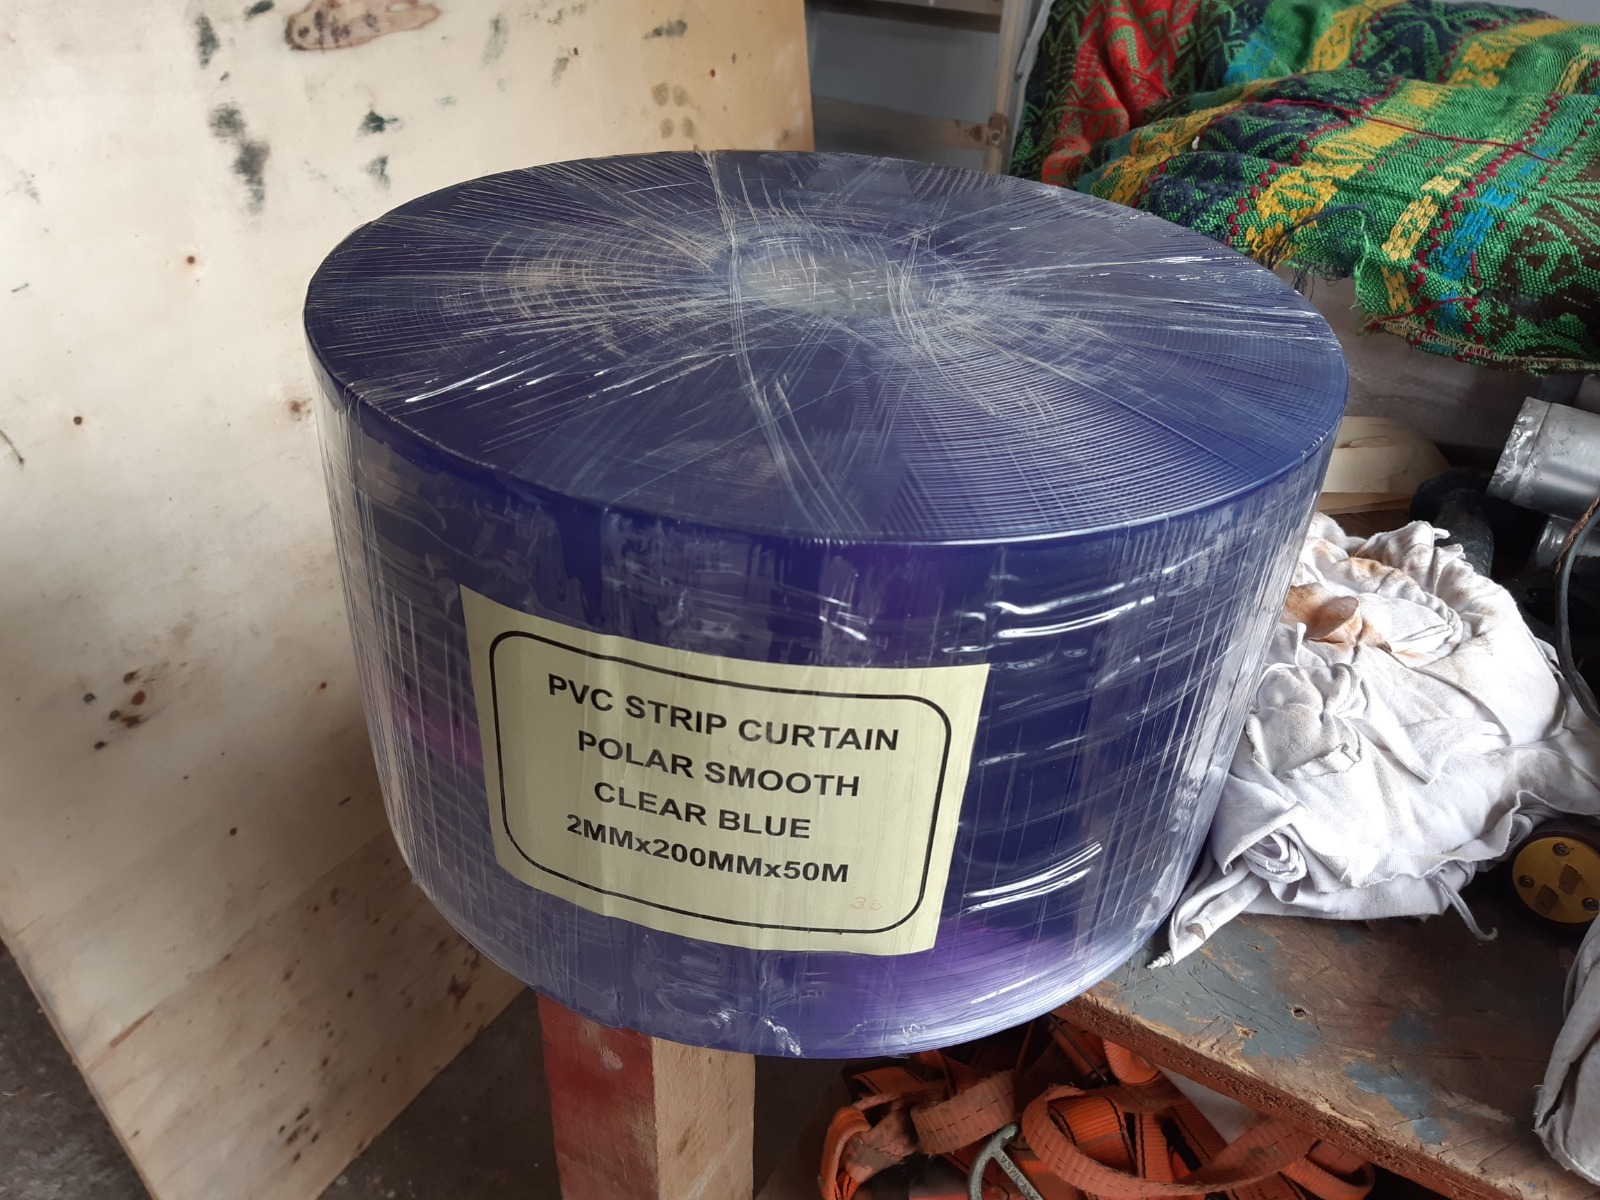 PVC STRIP CURTAIN
POLAR SMOOTH
CLEAR BLUE
2MMx200MMx50M